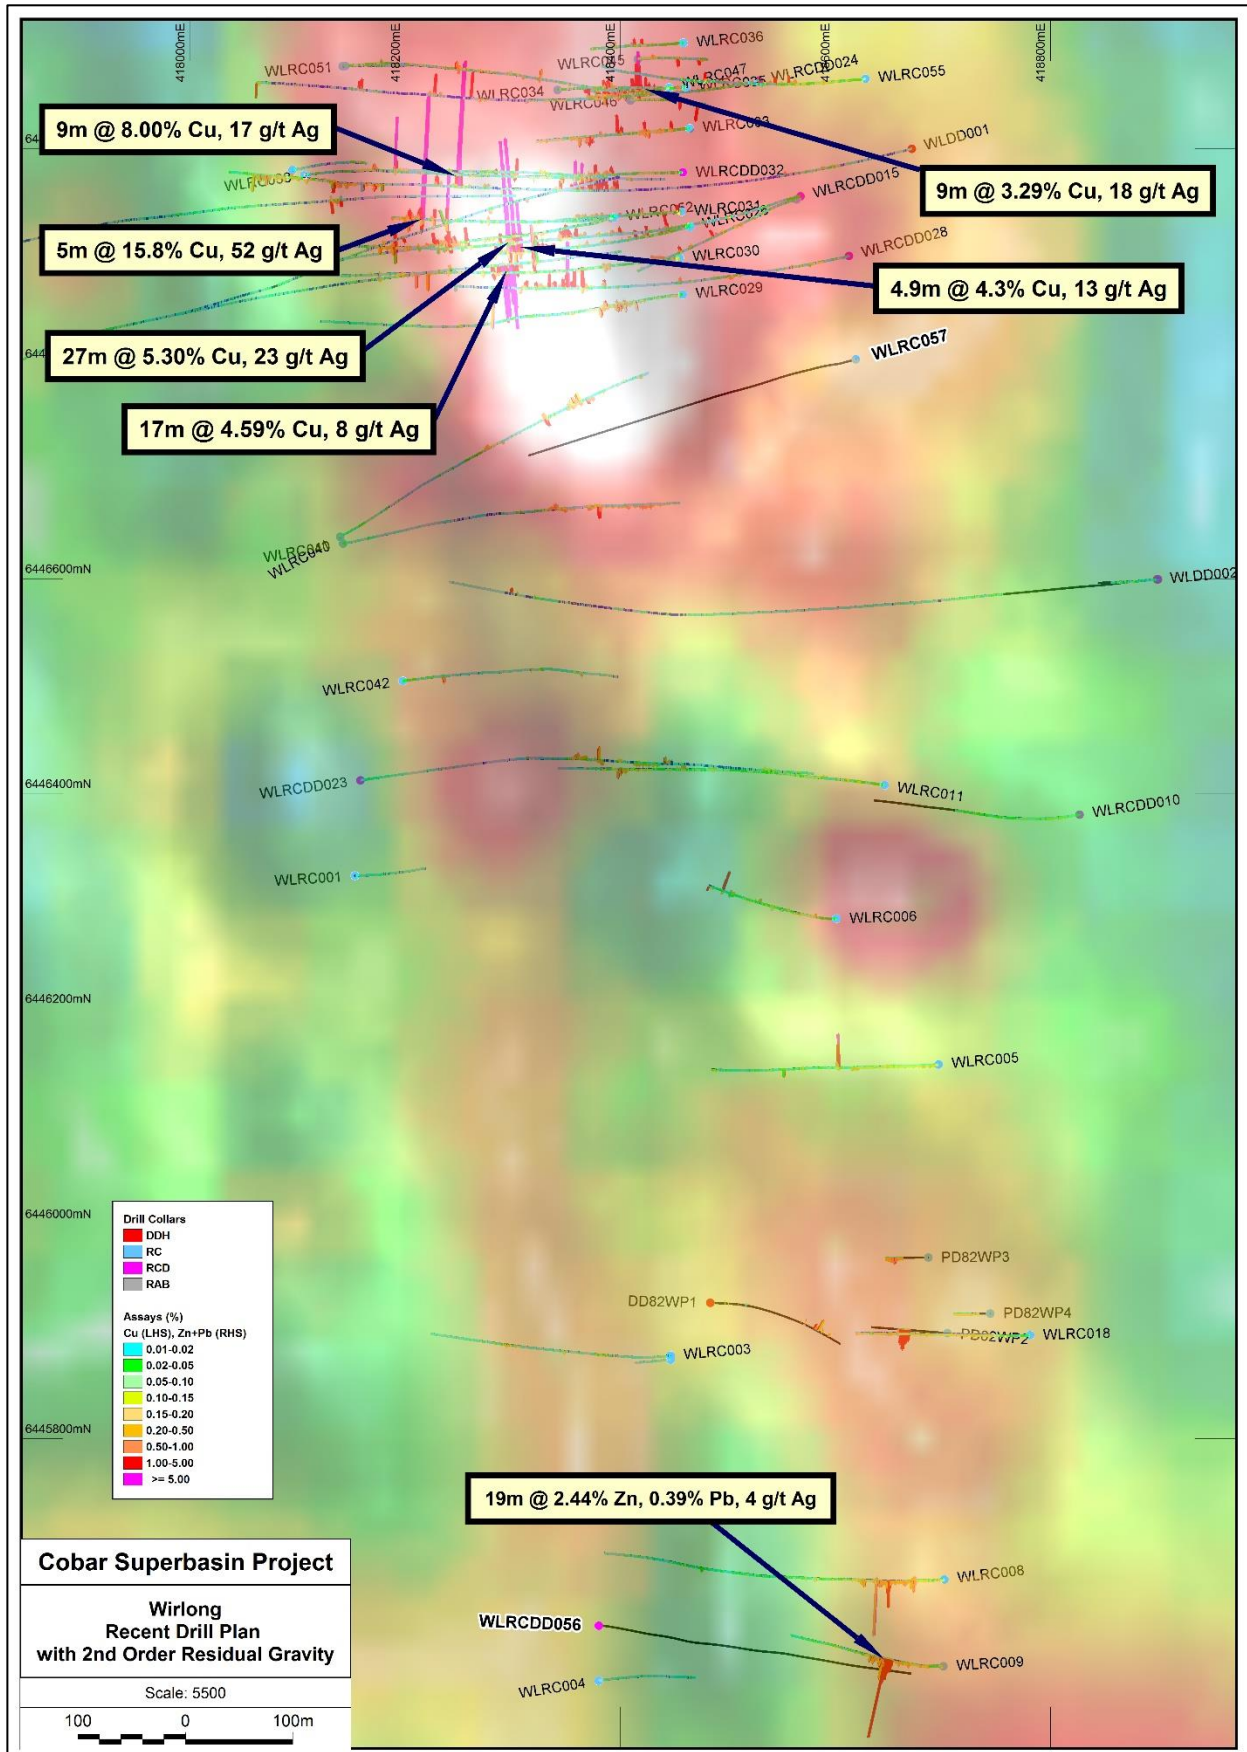 418000mE
418200mE
418400mE
418600mE
418800mE
WLRC036
WLRC051
WLRC045
WLRC047
WLRCDD024
WLRC055
WLRC034
WLRC046
9m @ 8.00% Cu, 17 g/t Ag
WLDD001
WLRCDD032
WLRCDD015
9m @ 3.29% Cu, 18 g/t Ag
WLRC031
5m @ 15.8% Cu, 52 g/t Ag
WLRC030
WLRCDD028
WLRC029
4.9m @ 4.3% Cu, 13 g/t Ag
27m @ 5.30% Cu, 23 g/t Ag
WLRC057
17m @ 4.59% Cu, 8 g/t Ag
WLRC040
6446600mN
WLDD002
WLRC042
WLRCDD023
6446400mN
WLRC011
WLRCDD010
WLRC001
WLRC006
6446200mN
WLRC005
6446000mN
Drill Collars
DDH
RC
RCD
RAB
Assays (%)
Cu (LHS), Zn+Pb (RHS)
0.01-0.02
0.02-0.05
0.05-0.10
0.10-0.15
0.15-0.20
0.20-0.50
0.50-1.00
1.00-5.00
>= 5.00
PD82WP3
DD82WP1
PD82WP4
PD82WP2
WLRC018
WLRC003
6445800mN
19m @ 2.44% Zn, 0.39% Pb, 4 g/t Ag
WLRC008
WLRCDD056
WLRC009
WLRC004
Cobar Superbasin Project
Wirlong
Recent Drill Plan
with 2nd Order Residual Gravity
Scale: 5500
100 0 100m